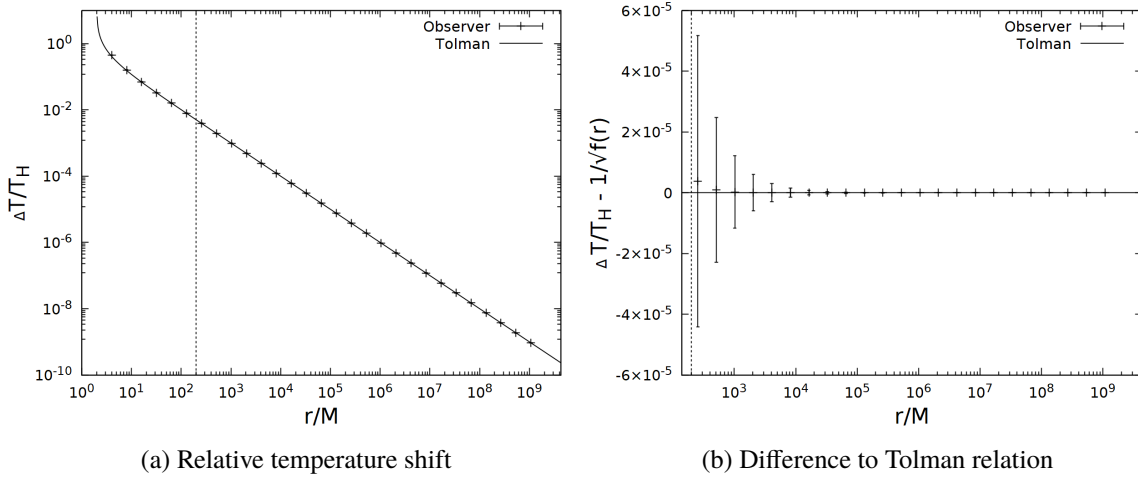 Observer
Tolman
10^0
10^-2
10^-4
10^-6
10^-8
10^-10
ΔT/T_H
10^0 10^1 10^2 10^3 10^4 10^5 10^6 10^7 10^8 10^9
r/M
(a) Relative temperature shift
Observer
Tolman
6×10^-5
4×10^-5
2×10^-5
0
-2×10^-5
-4×10^-5
-6×10^-5
ΔT/T_H - 1/√f(r)
10^3 10^4 10^5 10^6 10^7 10^8 10^9
r/M
(b) Difference to Tolman relation